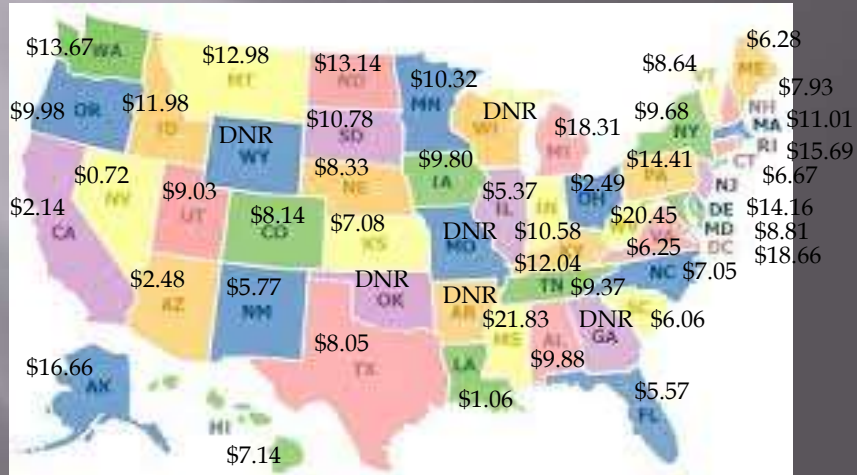 $6.28
$13.67
WA
$12.98
MT
$13.14
ND
$10.32
MN
$8.64
VT
ME
$7.93
NH
$9.98
OR
$11.98
ID
DNR
WY
$10.78
SD
DNR
WI
$18.31
MI
$9.68
NY
MA
$11.01
RI
$15.69
CT
$6.67
NJ
$14.41
PA
$0.72
NV
$9.03
UT
$8.33
NE
$9.80
IA
$5.37
IL
IN
$2.49
OH
DE
$14.16
MD
$8.81
DC
$18.66
$2.14
CA
$8.14
CO
$7.08
KS
DNR
MO
$10.58
KY
$20.45
WV
$6.25
VA
$12.04
TN
$9.37
NC
$7.05
$2.48
AZ
$5.77
NM
DNR
OK
DNR
AR
$21.83
MS
$9.88
AL
DNR
GA
SC
$6.06
$8.05
TX
LA
$1.06
$5.57
FL
$16.66
AK
HI
$7.14